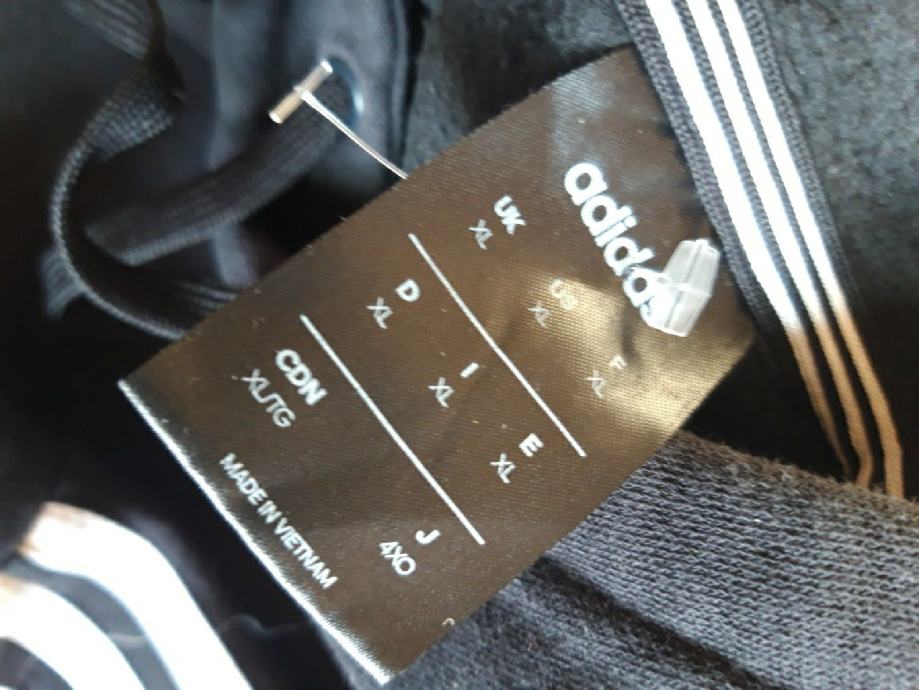 adidas
UK US F
XL XL XL
D I E
XL XL XL
CDN J
XL/TG 4XO
MADE IN VIETNAM